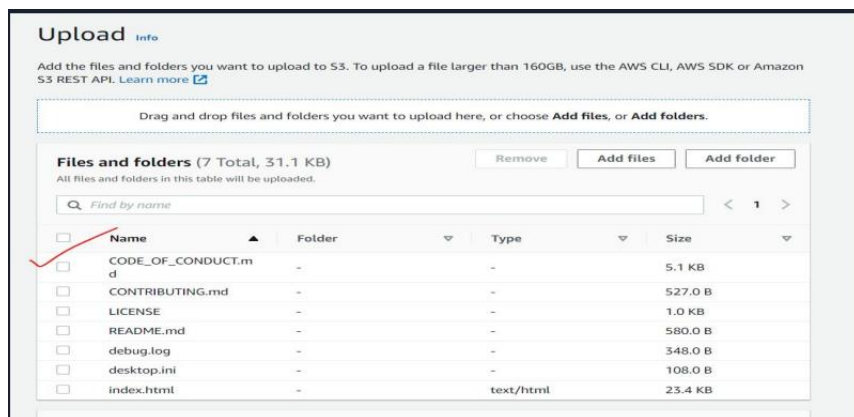 Upload Info
Add the files and folders you want to upload to S3. To upload a file larger than 160GB, use the AWS CLI, AWS SDK or Amazon
S3 REST API. Learn more
Drag and drop files and folders you want to upload here, or choose Add files, or Add folders.
Files and folders (7 Total, 31.1 KB) Remove Add files Add folder
All files and folders in this table will be uploaded.
Find by name < 1 >
Name Folder Type Size
CODE_OF_CONDUCT.m
d - - 5.1 KB
CONTRIBUTING.md - - 527.0 B
LICENSE - - 1.0 KB
README.md - - 580.0 B
debug.log - - 348.0 B
desktop.ini - - 108.0 B
index.html - text/html 23.4 KB